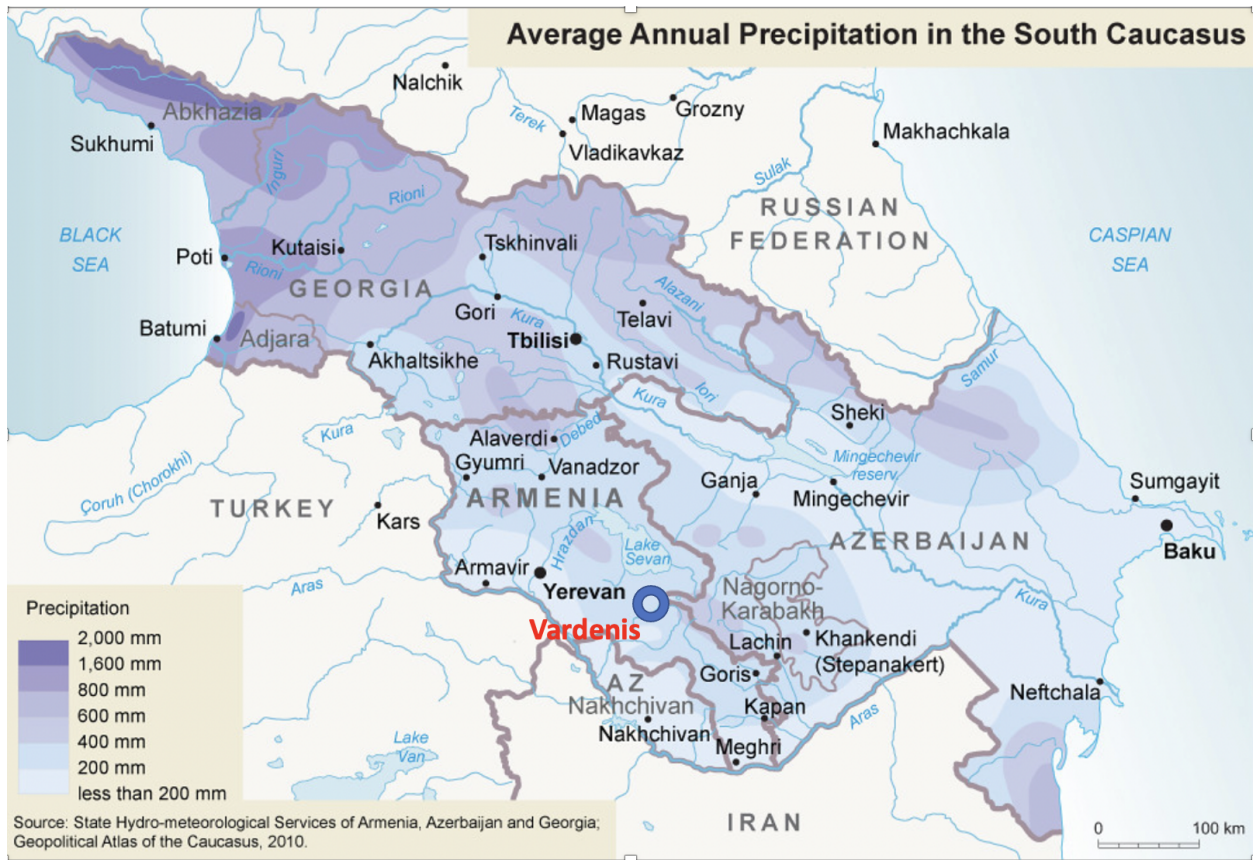 Average Annual Precipitation in the South Caucasus
Nalchik
Magas
Grozny
Terek
Vladikavkaz
Makhachkala
Abkhazia
Sukhumi
Inguri
Rioni
Sulak
RUSSIAN
FEDERATION
BLACK
SEA
CASPIAN
SEA
Poti
Kutaisi
Rioni
Tskhinvali
GEORGIA
Gori
Kura
Alazani
Telavi
Batumi
Adjara
Tbilisi
Akhaltsikhe
Rustavi
Iori
Samur
Kura
Sheki
Kura
Alaverdi
Debed
Gyumri
Vanadzor
Mingechevir
reserv.
Çoruh (Chorokhi)
TURKEY
Kars
ARMENIA
Ganja
Mingechevir
Sumgayit
Baku
Hrazdan
Lake
Sevan
AZERBAIJAN
Armavir
Aras
Yerevan
Nagorno-
Karabakh
Kura
Vardenis
Lachin
Khankendi
(Stepanakert)
Goris
AZ
Nakhchivan
Kapan
Aras
Neftchala
Nakhchivan
Meghri
Lake
Van
IRAN
Precipitation
2,000 mm
1,600 mm
800 mm
600 mm
400 mm
200 mm
less than 200 mm
Source: State Hydro-meteorological Services of Armenia, Azerbaijan and Georgia;
Geopolitical Atlas of the Caucasus, 2010.
0 100 km